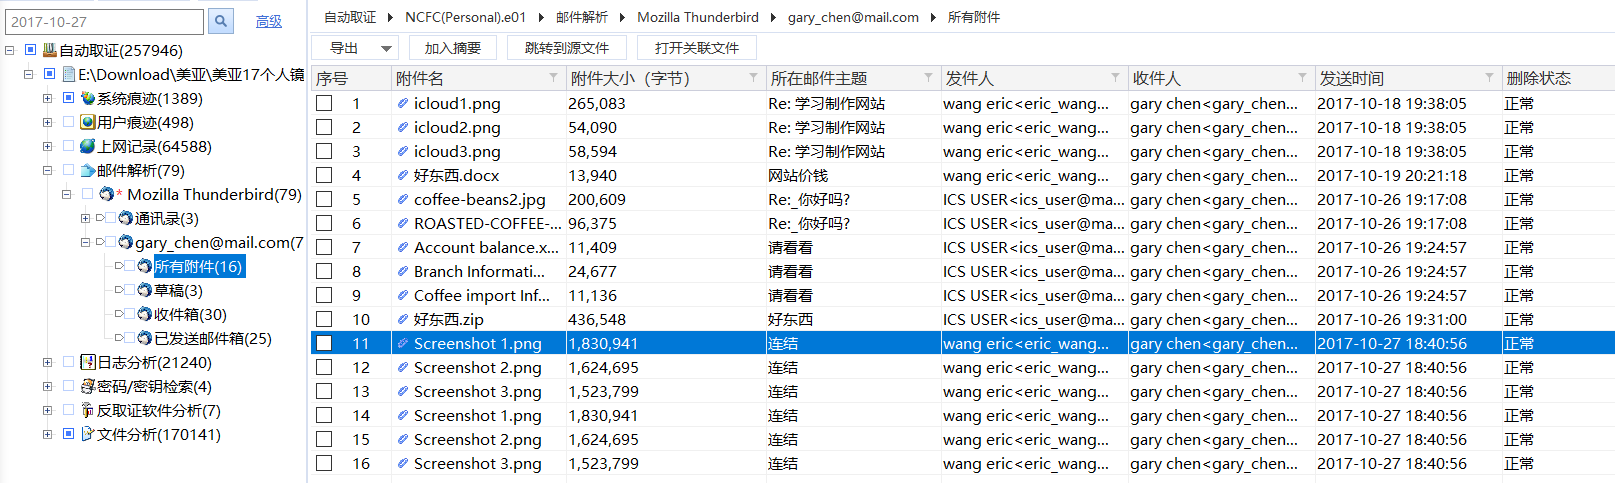 2017-10-27
高级
自动取证(257946)
E:\Download\美亚\美亚17个人镜
系统痕迹(1389)
用户痕迹(498)
上网记录(64588)
邮件解析(79)
* Mozilla Thunderbird(79)
通讯录(3)
gary_chen@mail.com(7
所有附件(16)
草稿(3)
收件箱(30)
已发送邮件箱(25)
日志分析(21240)
密码/密钥检索(4)
反取证软件分析(7)
文件分析(170141)
自动取证 NCFC(Personal).e01 邮件解析 Mozilla Thunderbird gary_chen@mail.com 所有附件
导出 加入摘要 跳转到源文件 打开关联文件
序号 附件名 附件大小（字节） 所在邮件主题 发件人 收件人 发送时间 删除状态
1 icloud1.png 265,083 Re: 学习制作网站 wang eric<eric_wang... gary chen<gary_chen... 2017-10-18 19:38:05 正常
2 icloud2.png 54,090 Re: 学习制作网站 wang eric<eric_wang... gary chen<gary_chen... 2017-10-18 19:38:05 正常
3 icloud3.png 58,594 Re: 学习制作网站 wang eric<eric_wang... gary chen<gary_chen... 2017-10-18 19:38:05 正常
4 好东西.docx 13,940 网站价钱 wang eric<eric_wang... gary chen<gary_chen... 2017-10-19 20:21:18 正常
5 coffee-beans2.jpg 200,609 Re:_你好吗? ICS USER<ics_user@ma... gary chen<gary_chen... 2017-10-26 19:17:08 正常
6 ROASTED-COFFEE-... 96,375 Re:_你好吗? ICS USER<ics_user@ma... gary chen<gary_chen... 2017-10-26 19:17:08 正常
7 Account balance.x... 11,409 请看看 ICS USER<ics_user@ma... gary chen<gary_chen... 2017-10-26 19:24:57 正常
8 Branch Informati... 24,677 请看看 ICS USER<ics_user@ma... gary chen<gary_chen... 2017-10-26 19:24:57 正常
9 Coffee import Inf... 11,136 请看看 ICS USER<ics_user@ma... gary chen<gary_chen... 2017-10-26 19:24:57 正常
10 好东西.zip 436,548 好东西 ICS USER<ics_user@ma... gary chen<gary_chen... 2017-10-26 19:31:00 正常
11 Screenshot 1.png 1,830,941 连结 wang eric<eric_wang... gary chen<gary_chen... 2017-10-27 18:40:56 正常
12 Screenshot 2.png 1,624,695 连结 wang eric<eric_wang... gary chen<gary_chen... 2017-10-27 18:40:56 正常
13 Screenshot 3.png 1,523,799 连结 wang eric<eric_wang... gary chen<gary_chen... 2017-10-27 18:40:56 正常
14 Screenshot 1.png 1,830,941 连结 wang eric<eric_wang... gary chen<gary_chen... 2017-10-27 18:40:56 正常
15 Screenshot 2.png 1,624,695 连结 wang eric<eric_wang... gary chen<gary_chen... 2017-10-27 18:40:56 正常
16 Screenshot 3.png 1,523,799 连结 wang eric<eric_wang... gary chen<gary_chen... 2017-10-27 18:40:56 正常